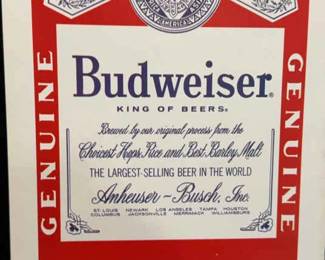 AMERICA
GENUINE
Budweiser®
KING OF BEERS®
Brewed by our original process from the
Choicest Hops, Rice and Best Barley Malt
THE LARGEST-SELLING BEER IN THE WORLD
Anheuser-Busch, Inc.
ST. LOUIS NEWARK LOS ANGELES TAMPA HOUSTON
COLUMBUS JACKSONVILLE MERRIMACK WILLIAMSBURG
GENUINE